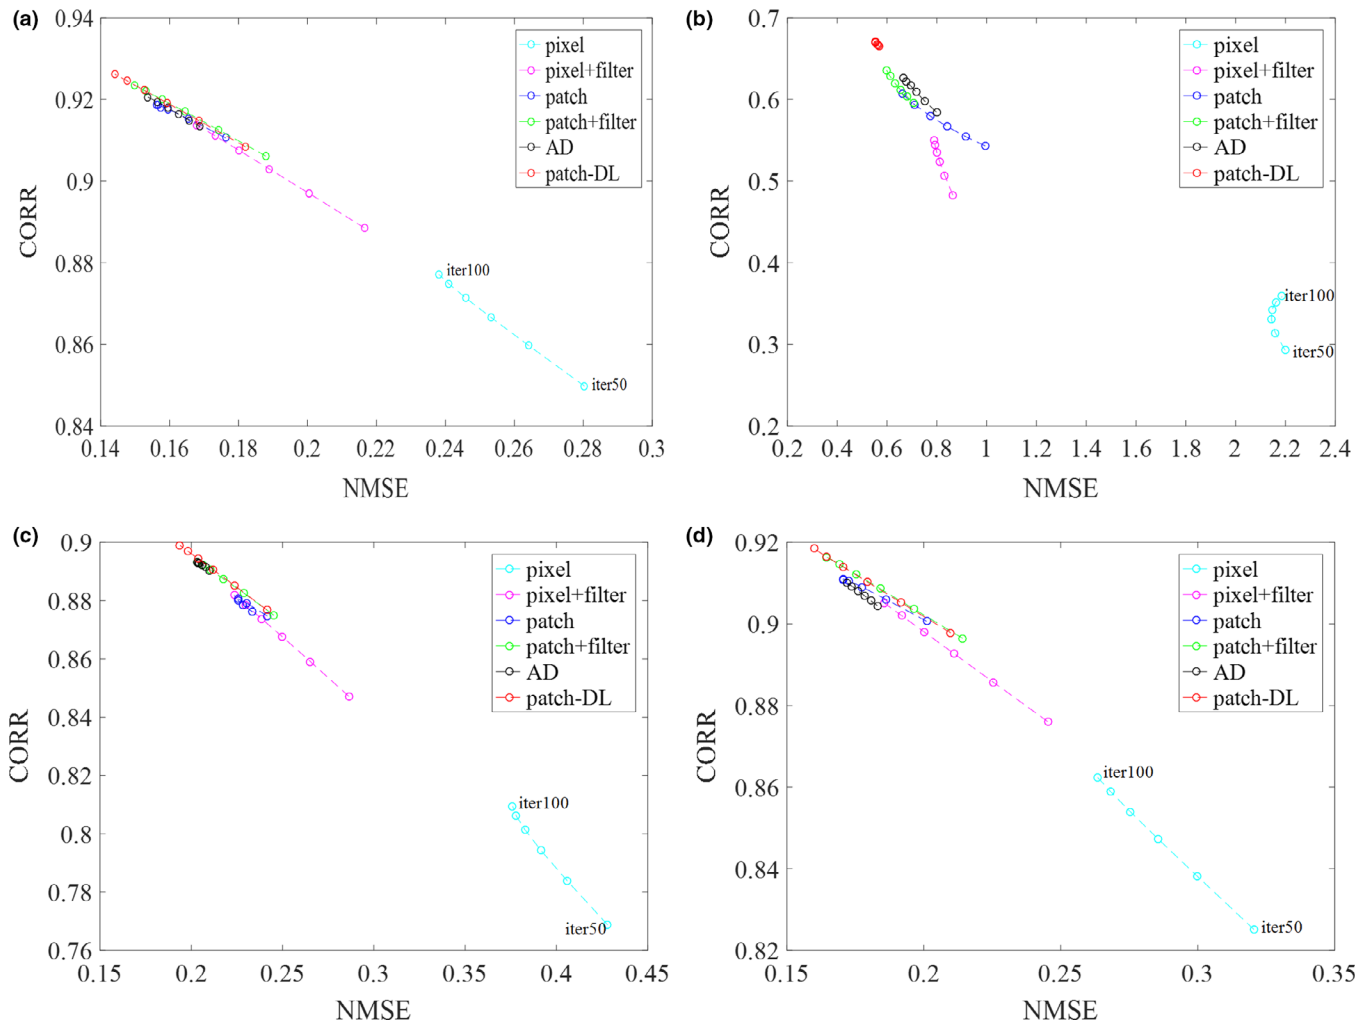 (a)
0.94
0.92
0.9
0.88
0.86
0.84
CORR
pixel
pixel+filter
patch
patch+filter
AD
patch-DL
iter100
iter50
0.14 0.16 0.18 0.2 0.22 0.24 0.26 0.28 0.3
NMSE
(b)
0.7
0.6
0.5
0.4
0.3
0.2
CORR
pixel
pixel+filter
patch
patch+filter
AD
patch-DL
iter100
iter50
0.2 0.4 0.6 0.8 1 1.2 1.4 1.6 1.8 2 2.2 2.4
NMSE
(c)
0.9
0.88
0.86
0.84
0.82
0.8
0.78
0.76
CORR
pixel
pixel+filter
patch
patch+filter
AD
patch-DL
iter100
iter50
0.15 0.2 0.25 0.3 0.35 0.4 0.45
NMSE
(d)
0.92
0.9
0.88
0.86
0.84
0.82
CORR
pixel
pixel+filter
patch
patch+filter
AD
patch-DL
iter100
iter50
0.15 0.2 0.25 0.3 0.35
NMSE